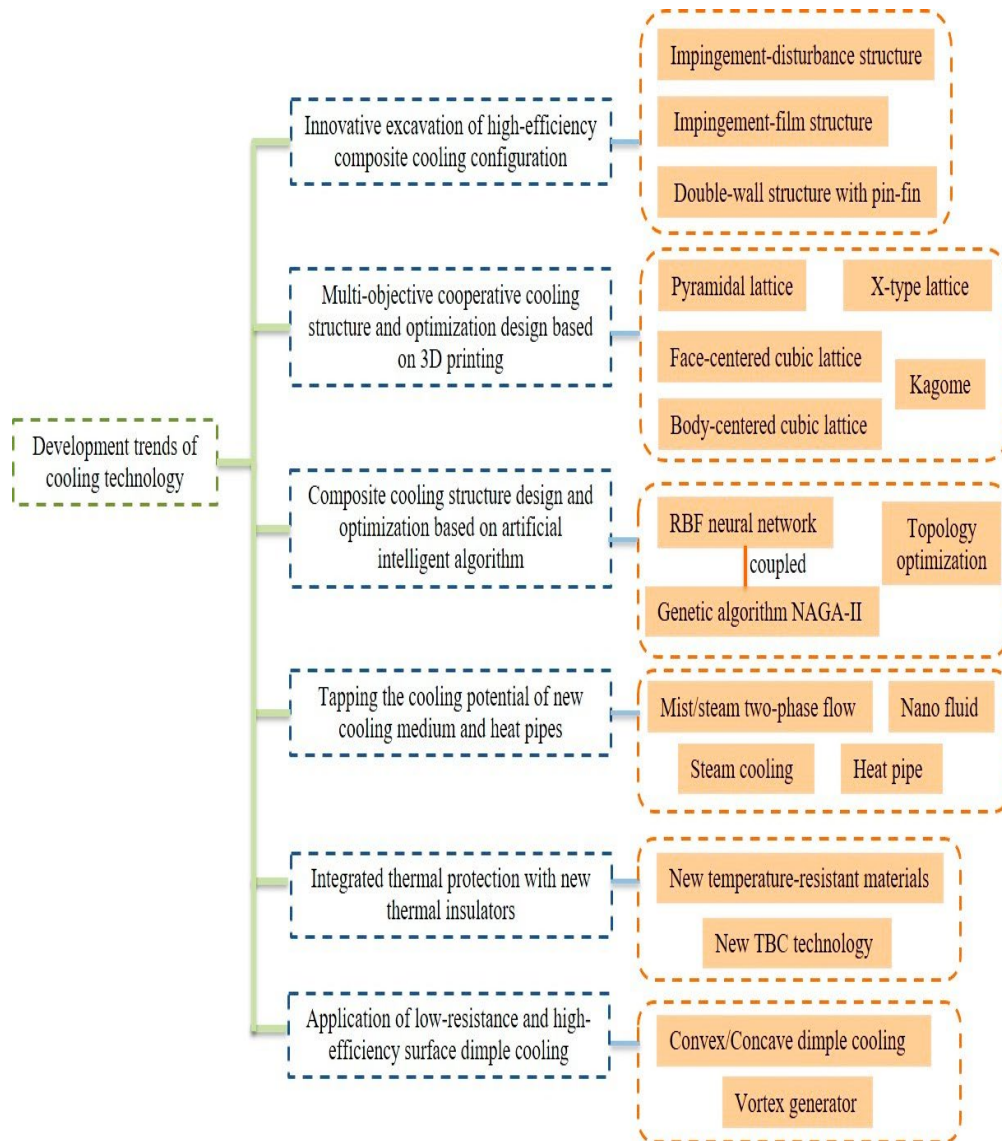 Development trends of
cooling technology
Innovative excavation of high-efficiency
composite cooling configuration
Impingement-disturbance structure
Impingement-film structure
Double-wall structure with pin-fin
Multi-objective cooperative cooling
structure and optimization design based
on 3D printing
Pyramidal lattice
X-type lattice
Face-centered cubic lattice
Kagome
Body-centered cubic lattice
Composite cooling structure design and
optimization based on artificial
intelligent algorithm
RBF neural network
coupled
Genetic algorithm NAGA-II
Topology
optimization
Tapping the cooling potential of new
cooling medium and heat pipes
Mist/steam two-phase flow
Nano fluid
Steam cooling
Heat pipe
Integrated thermal protection with new
thermal insulators
New temperature-resistant materials
New TBC technology
Application of low-resistance and high-
efficiency surface dimple cooling
Convex/Concave dimple cooling
Vortex generator